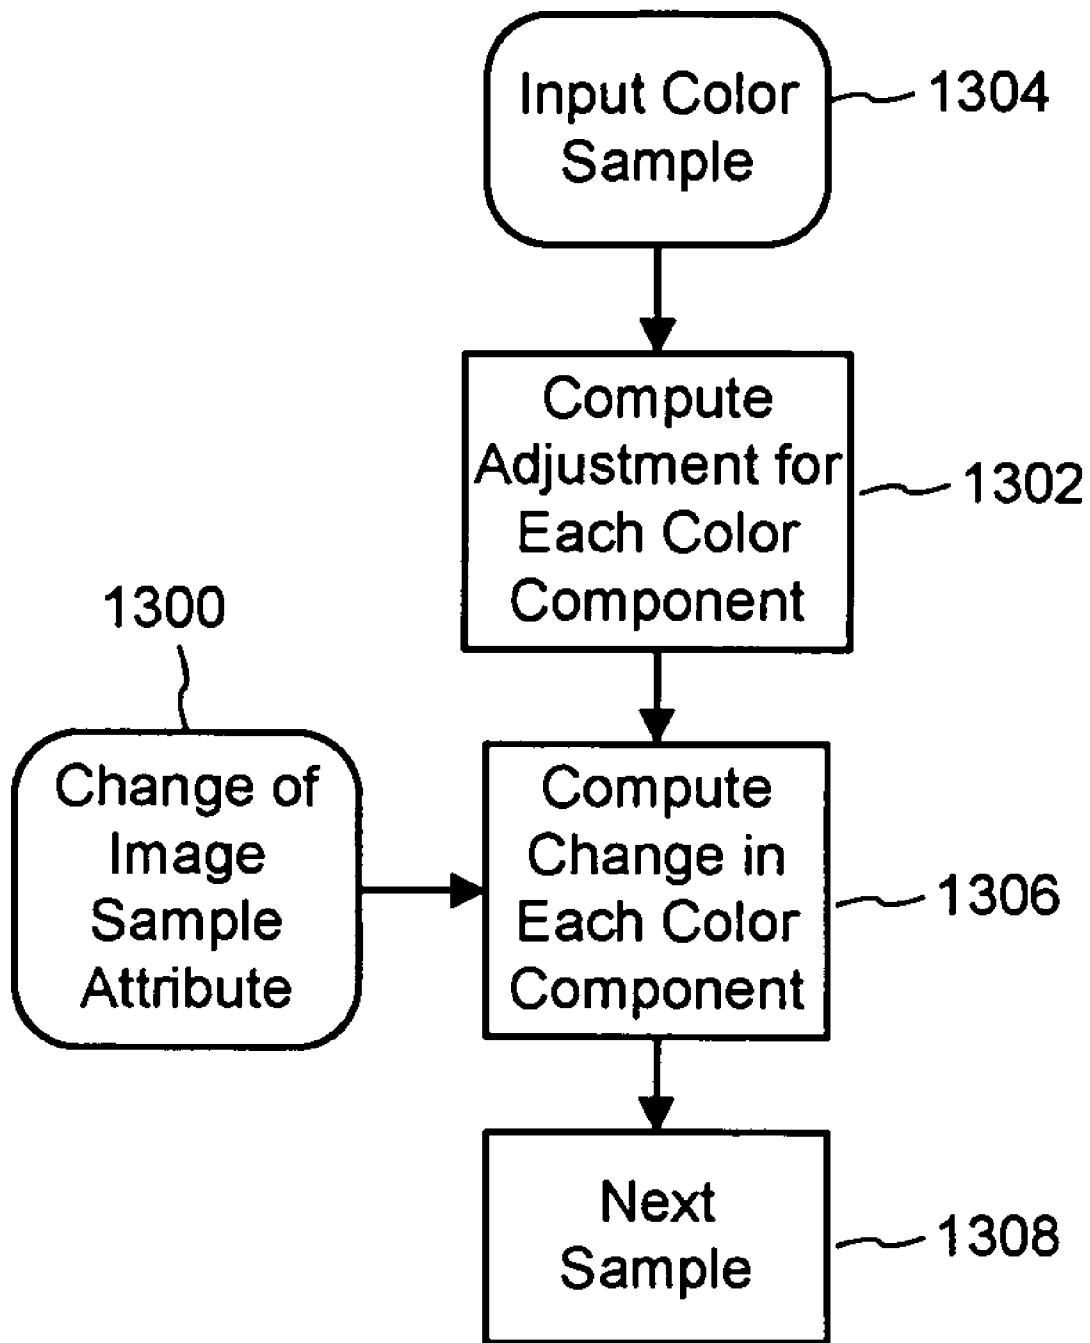 Input Color
Sample
1304
Compute
Adjustment for
Each Color
Component
1302
1300
Change of
Image
Sample
Attribute
Compute
Change in
Each Color
Component
1306
Next
Sample
1308